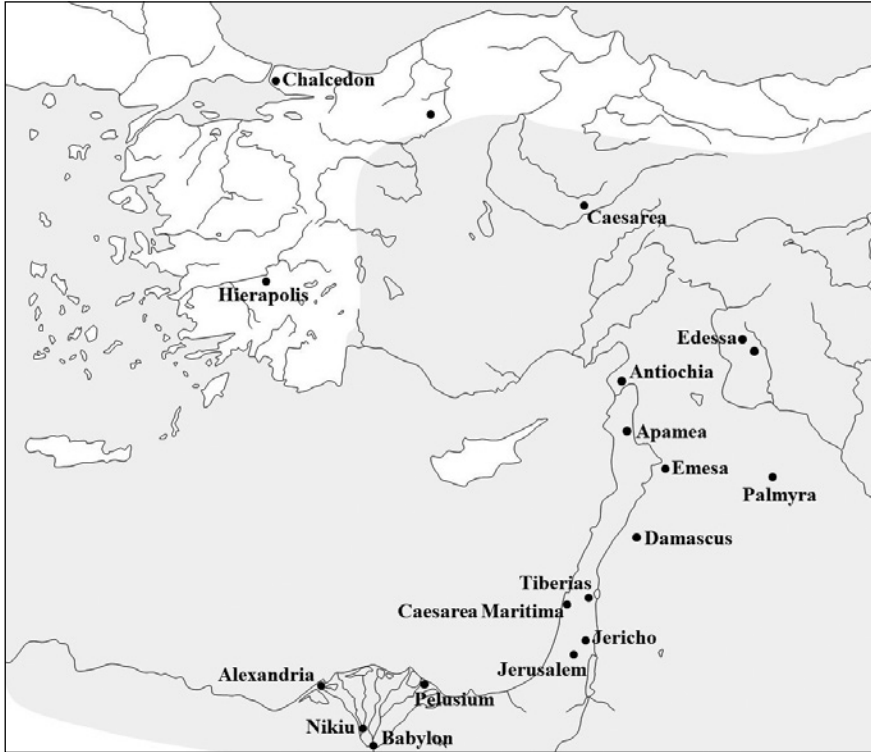 Chalcedon
Caesarea
Hierapolis
Edessa
Antiochia
Apamea
Emesa
Palmyra
Damascus
Tiberias
Caesarea Maritima
Jericho
Jerusalem
Alexandria
Pelusium
Nikiu
Babylon